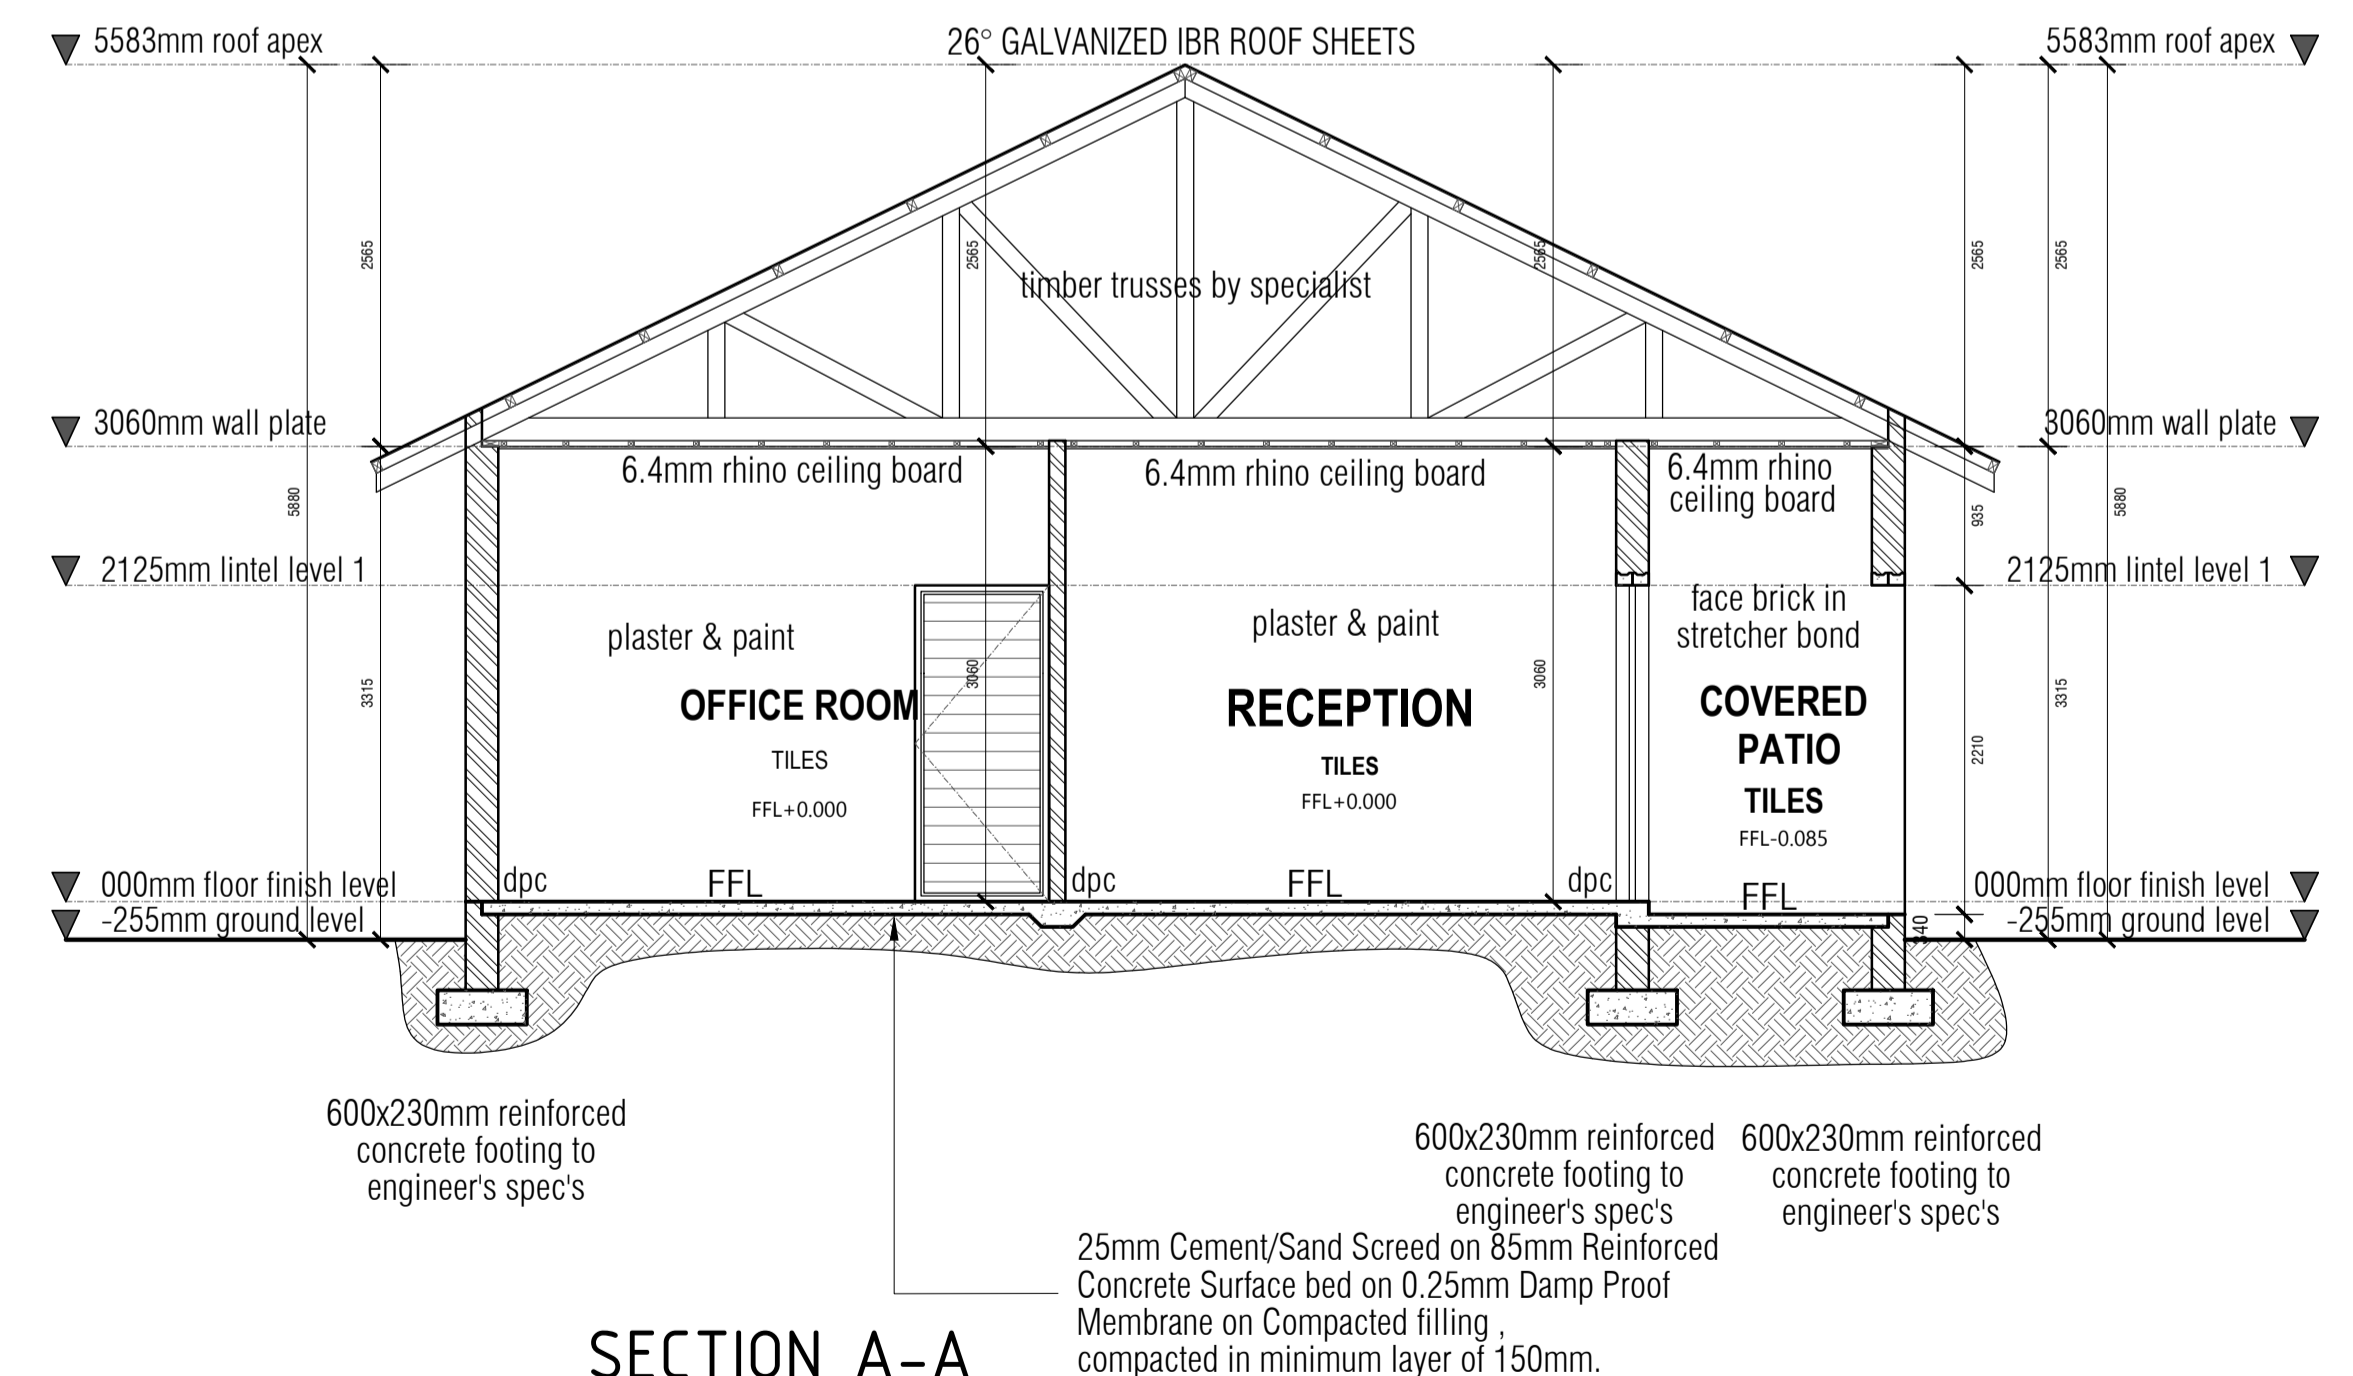 5583mm roof apex
26° GALVANIZED IBR ROOF SHEETS
5583mm roof apex
2565
2565
2565
2565
2565
timber trusses by specialist
3060mm wall plate
3060mm wall plate
6.4mm rhino ceiling board
6.4mm rhino ceiling board
6.4mm rhino
ceiling board
5880
935
5880
2125mm lintel level 1
2125mm lintel level 1
plaster & paint
plaster & paint
face brick in
stretcher bond
3315
3060
3060
3315
OFFICE ROOM
TILES
FFL+0.000
RECEPTION
TILES
FFL+0.000
COVERED
PATIO
TILES
FFL-0.085
2210
000mm floor finish level
dpc
FFL
dpc
FFL
dpc
FFL
000mm floor finish level
-255mm ground level
340
-255mm ground level
600x230mm reinforced
concrete footing to
engineer's spec's
600x230mm reinforced
concrete footing to
engineer's spec's
600x230mm reinforced
concrete footing to
engineer's spec's
25mm Cement/Sand Screed on 85mm Reinforced
Concrete Surface bed on 0.25mm Damp Proof
Membrane on Compacted filling ,
compacted in minimum layer of 150mm.
SECTION A-A